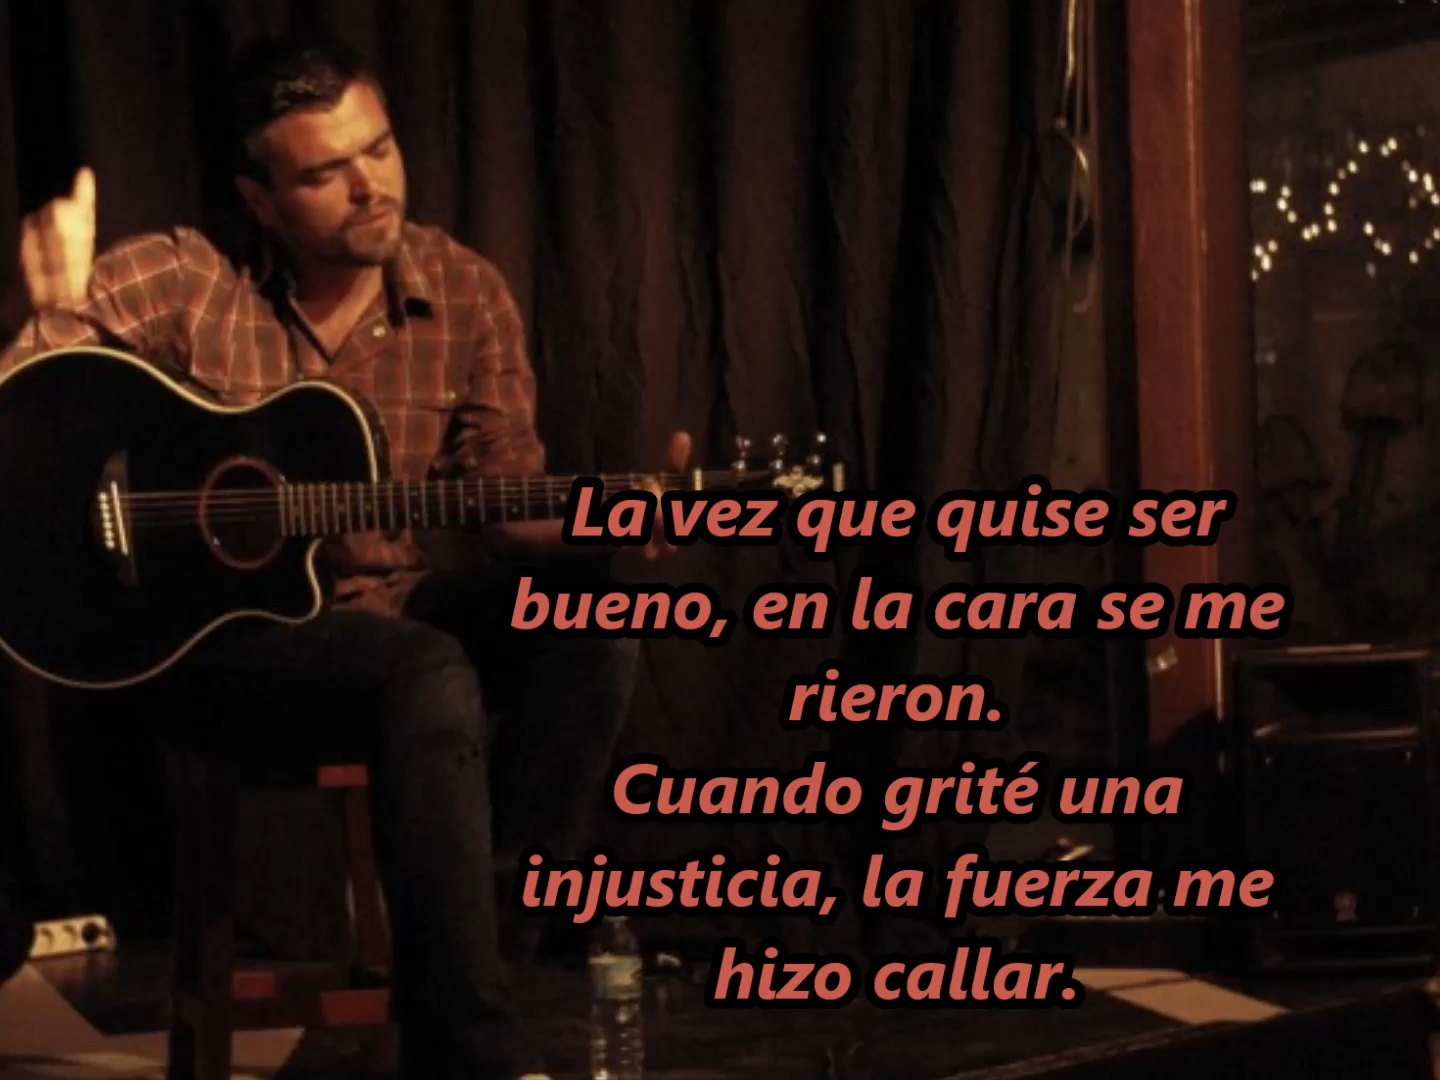 La vez que quise ser
bueno, en la cara se me
rieron.
Cuando grité una
injusticia, la fuerza me
hizo callar.